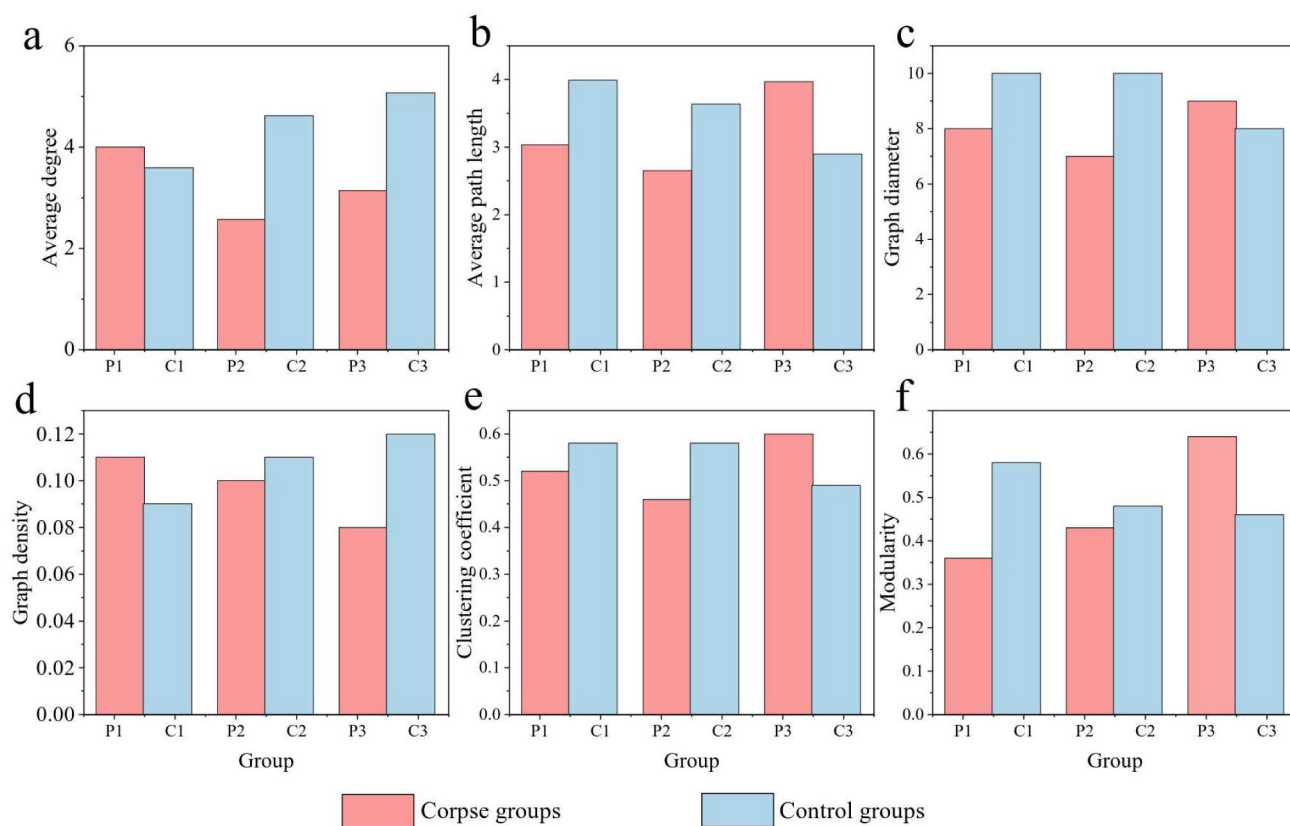 a
6
4
2
0
Average degree
P1 C1 P2 C2 P3 C3
b
4
3
2
1
0
Average path length
P1 C1 P2 C2 P3 C3
c
10
8
6
4
2
0
Graph diameter
P1 C1 P2 C2 P3 C3
d
0.12
0.10
0.08
0.06
0.04
0.02
0.00
Graph density
P1 C1 P2 C2 P3 C3
Group
e
0.6
0.5
0.4
0.3
0.2
0.1
0.0
Clustering coefficient
P1 C1 P2 C2 P3 C3
Group
f
0.6
0.5
0.4
0.3
0.2
0.1
0.0
Modularity
P1 C1 P2 C2 P3 C3
Group
Corpse groups
Control groups